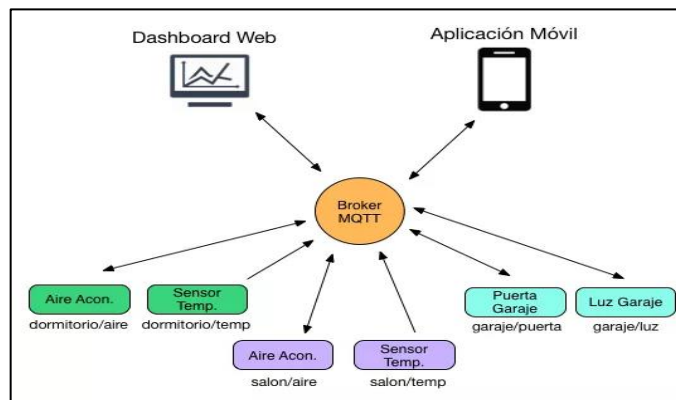 Dashboard Web
Aplicación Móvil
Broker
MQTT
Aire Acon.
dormitorio/aire
Sensor
Temp.
dormitorio/temp
Aire Acon.
salon/aire
Sensor
Temp.
salon/temp
Puerta
Garaje
garaje/puerta
Luz Garaje
garaje/luz